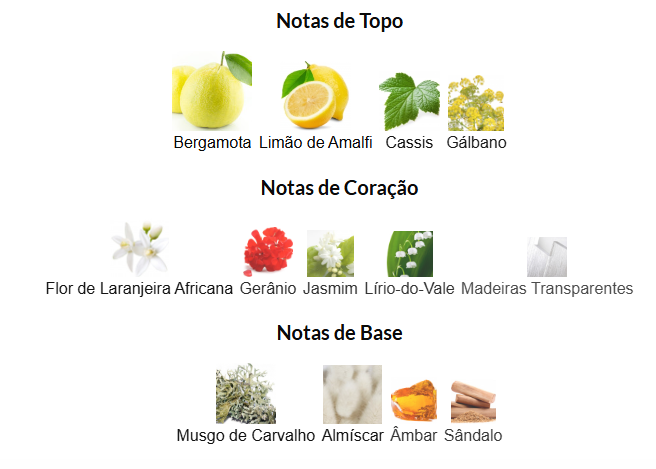 Notas de Topo
Bergamota Limão de Amalfi Cassis Gálbano
Notas de Coração
Flor de Laranjeira Africana Gerânio Jasmim Lírio-do-Vale Madeiras Transparentes
Notas de Base
Musgo de Carvalho Almíscar Âmbar Sândalo